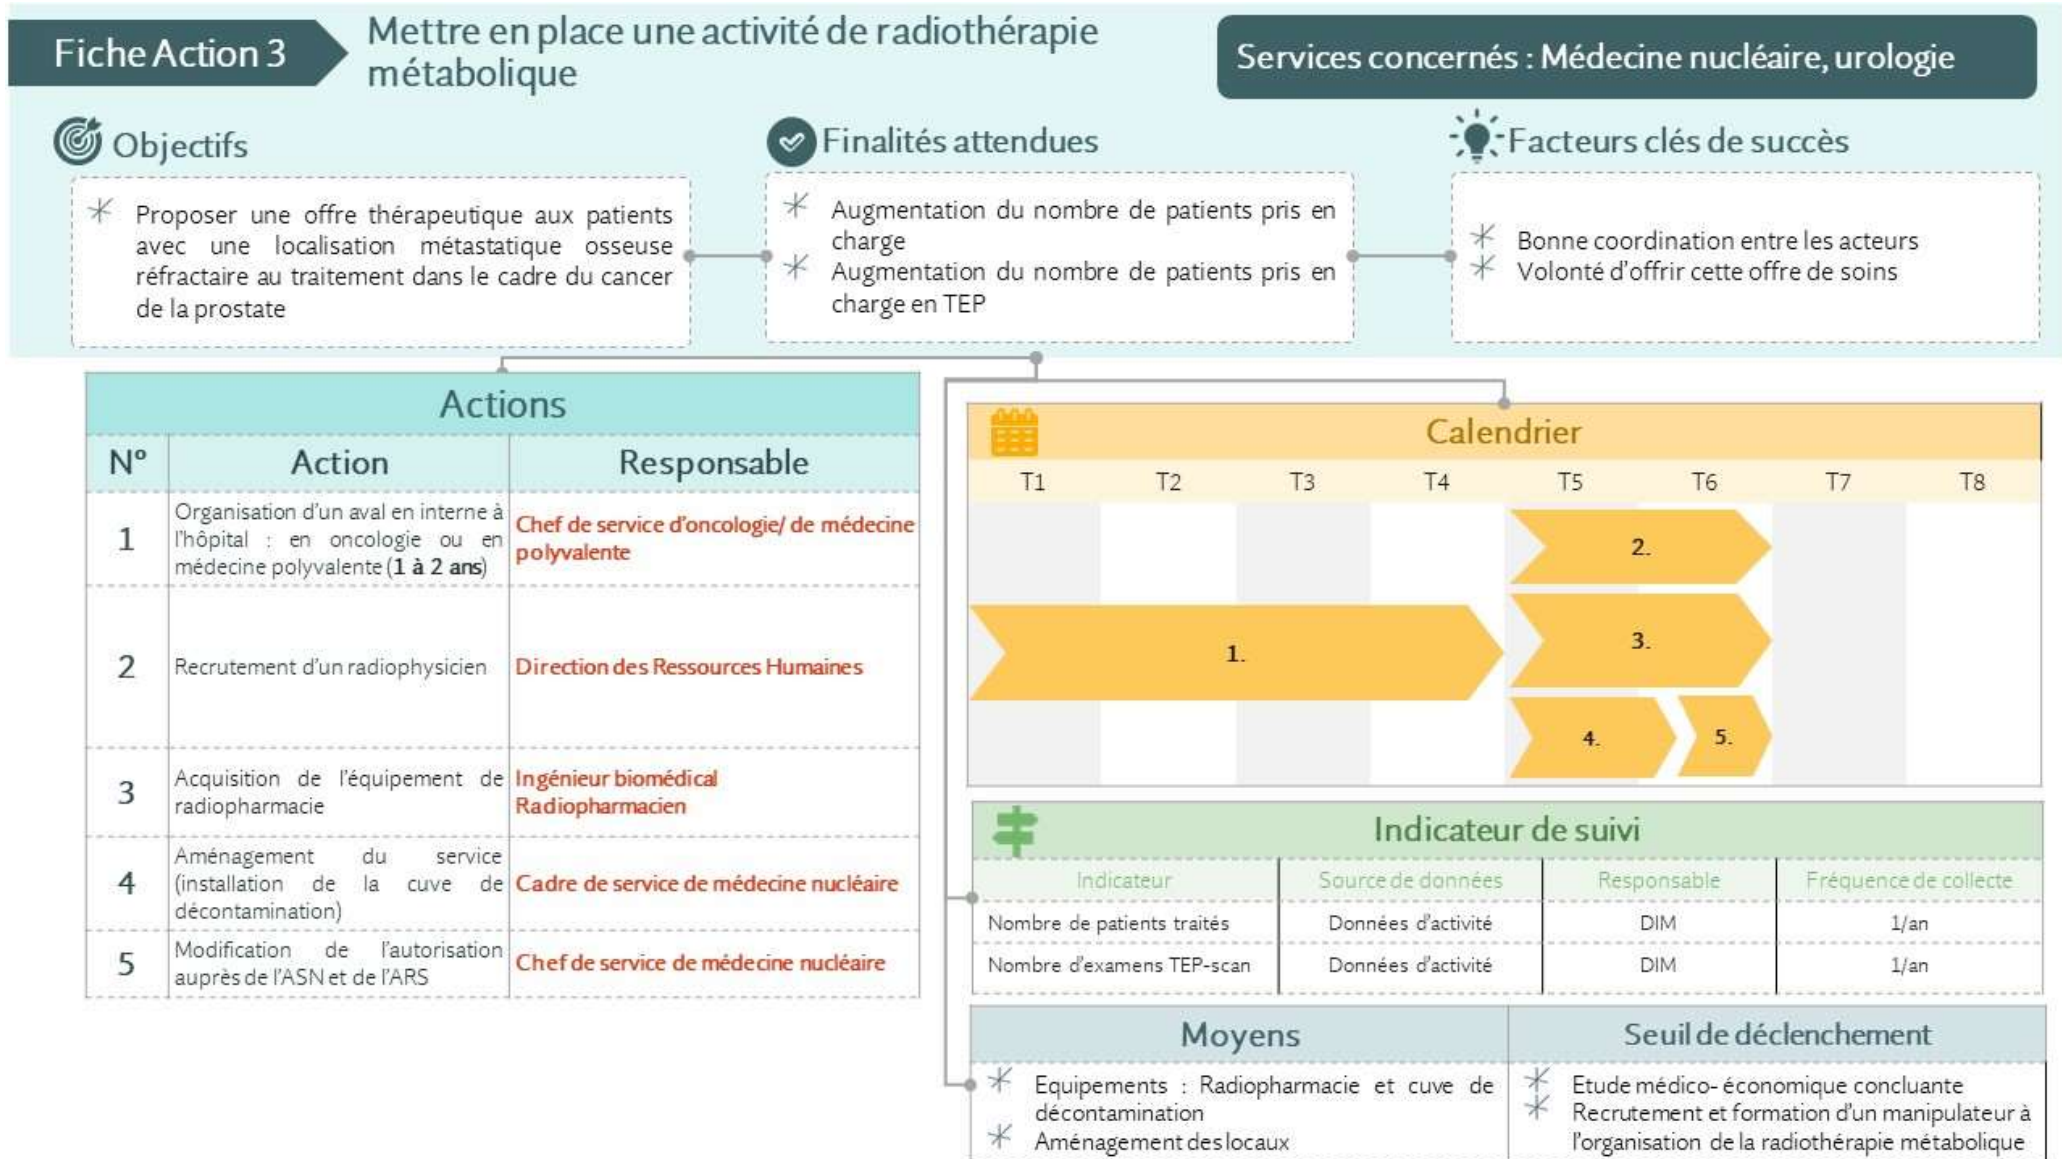 Fiche Action 3
Mettre en place une activité de radiothérapie
métabolique
Services concernés : Médecine nucléaire, urologie
Objectifs
Proposer une offre thérapeutique aux patients
avec une localisation métastatique osseuse
réfractaire au traitement dans le cadre du cancer
de la prostate
Finalités attendues
Augmentation du nombre de patients pris en
charge
Augmentation du nombre de patients pris en
charge en TEP
Facteurs clés de succès
Bonne coordination entre les acteurs
Volonté d'offrir cette offre de soins
Actions
N° Action Responsable
1
Organisation d'un aval en interne à
l'hôpital : en oncologie ou en
médecine polyvalente (1 à 2 ans)
Chef de service d'oncologie/ de médecine
polyvalente
2 Recrutement d'un radiophysicien Direction des Ressources Humaines
3
Acquisition de l'équipement de
radiopharmacie
Ingénieur biomédical
Radiopharmacien
4
Aménagement du service
(installation de la cuve de
décontamination)
Cadre de service de médecine nucléaire
5
Modification de l'autorisation
auprès de l'ASN et de l'ARS
Chef de service de médecine nucléaire
Calendrier
T1 T2 T3 T4 T5 T6 T7 T8
2.
1. 3.
4. 5.
Indicateur de suivi
Indicateur Source de données Responsable Fréquence de collecte
Nombre de patients traités Données d'activité DIM 1/an
Nombre d'examens TEP-scan Données d'activité DIM 1/an
Moyens
Equipements : Radiopharmacie et cuve de
décontamination
Aménagement des locaux
Seuil de déclenchement
Etude médico- économique concluante
Recrutement et formation d'un manipulateur à
l'organisation de la radiothérapie métabolique